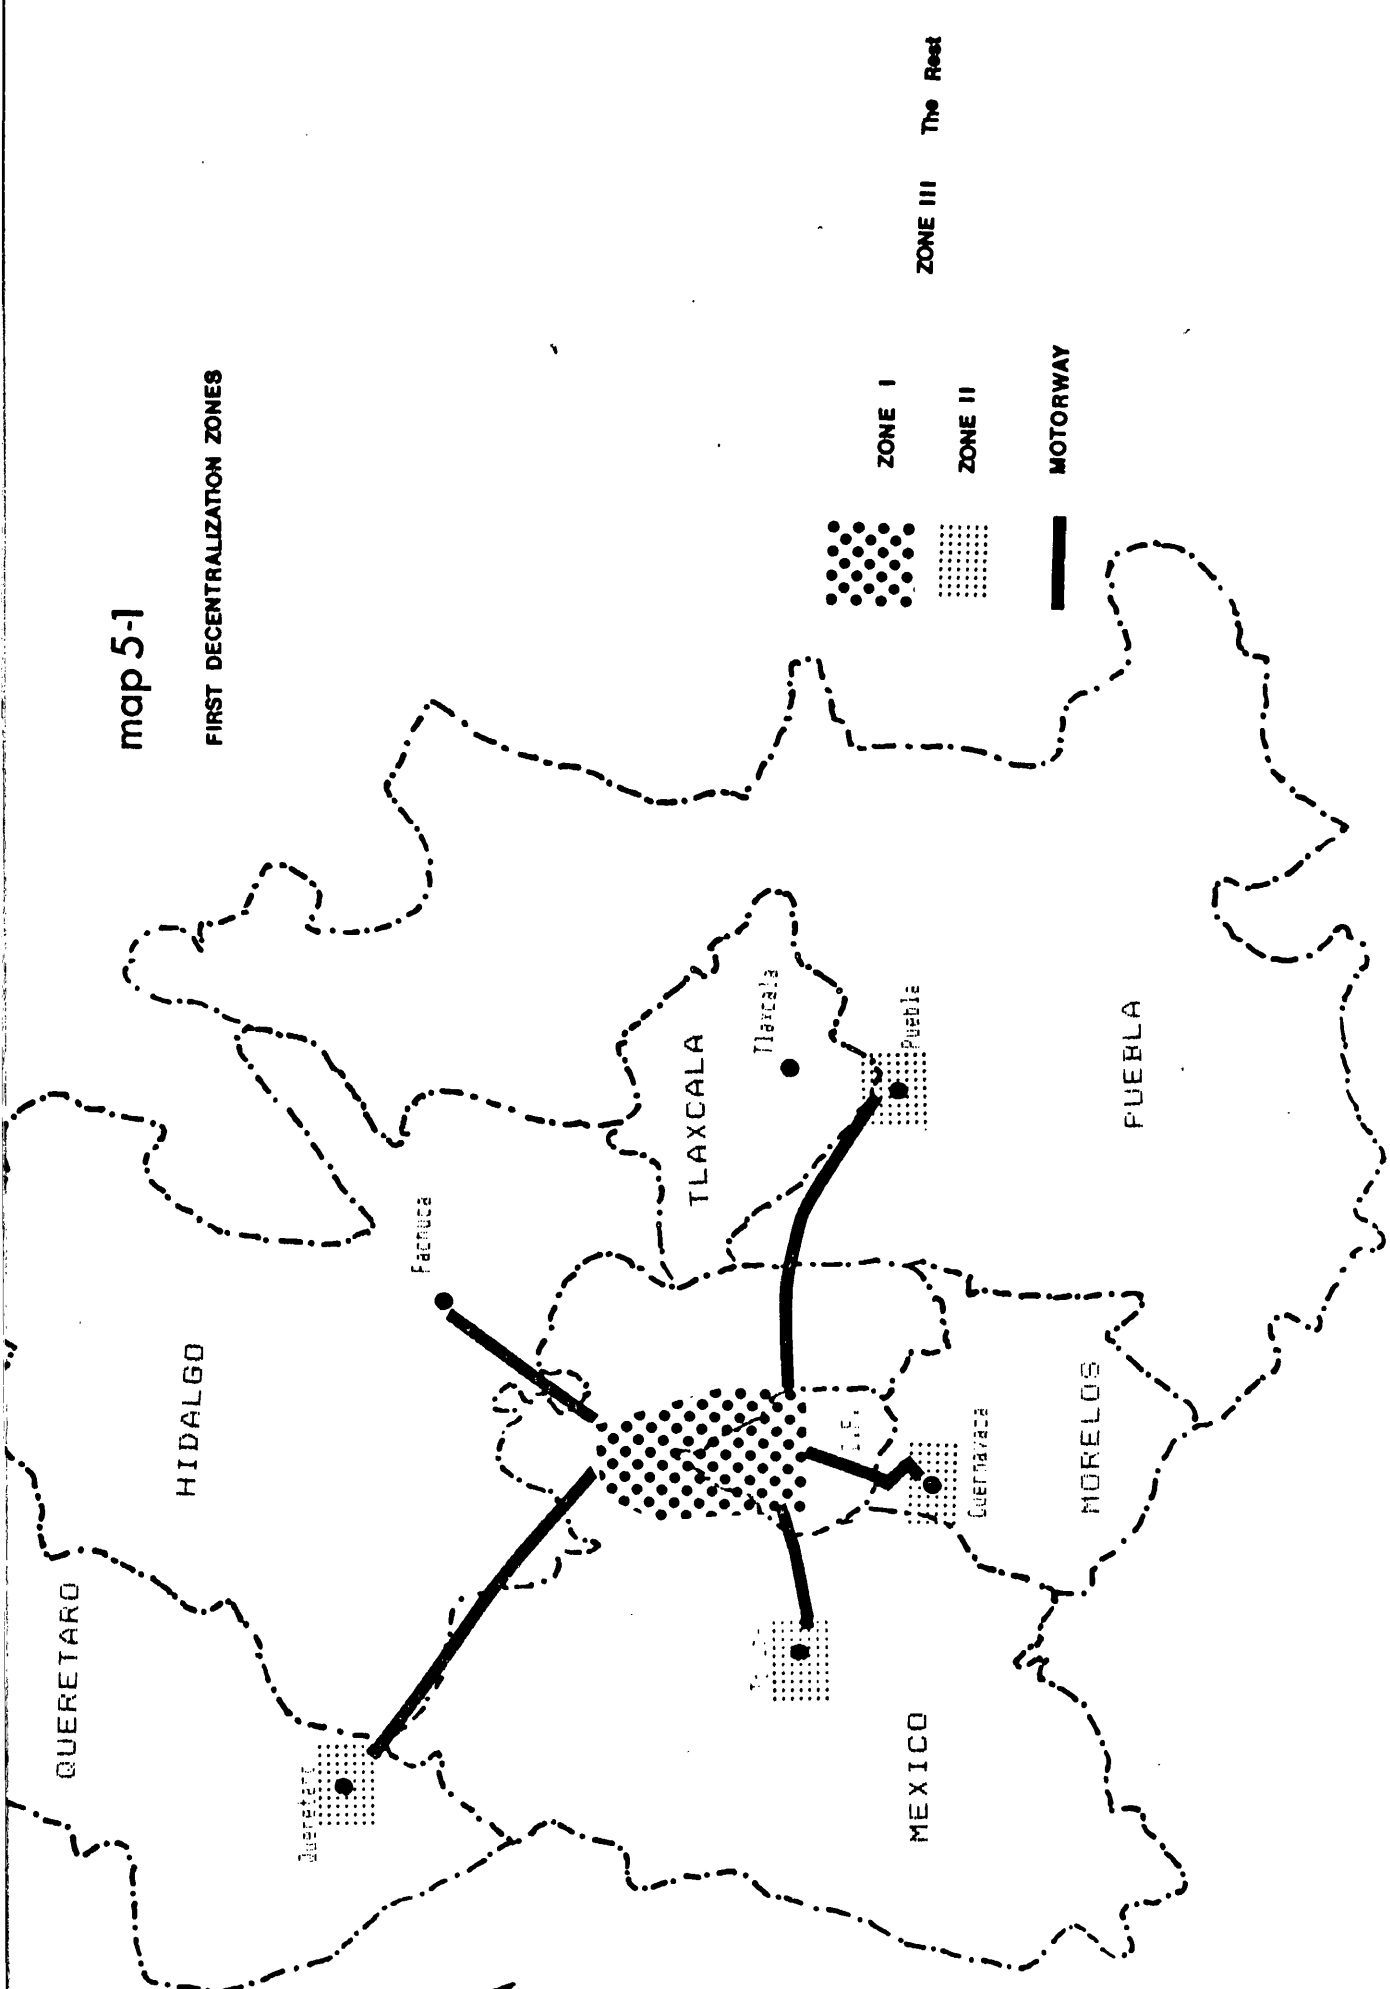 map 5-1
FIRST DECENTRALIZATION ZONES
QUERETARO
HIDALGO
Queretaro
Pachuca
TLAXCALA
Tlaxcala
Puebla
PUEBLA
MEXICO
Cuernavaca
MORELOS
ZONE I
ZONE II
ZONE III The Rest
MOTORWAY